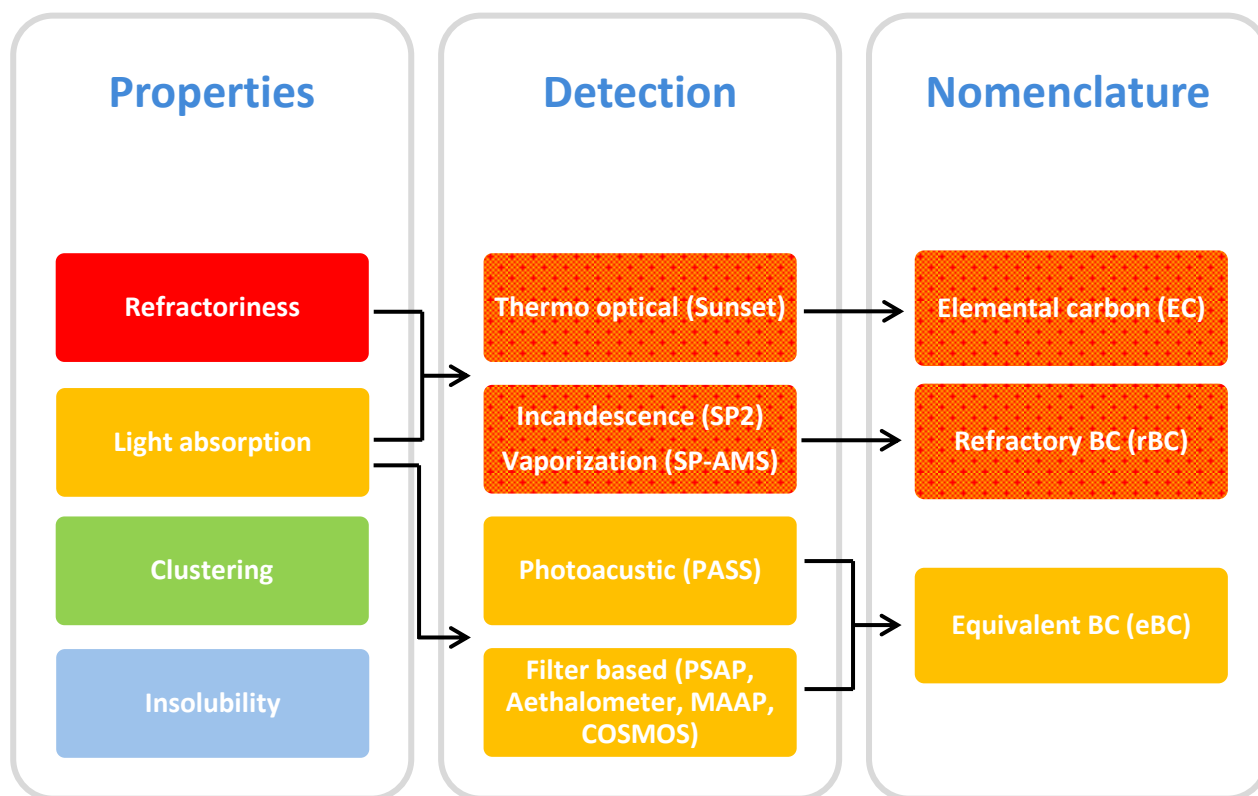 Properties
Refractoriness
Light absorption
Clustering
Insolubility
Detection
Thermo optical (Sunset)
Incandescence (SP2)
Vaporization (SP-AMS)
Photoacustic (PASS)
Filter based (PSAP,
Aethalometer, MAAP,
COSMOS)
Nomenclature
Elemental carbon (EC)
Refractory BC (rBC)
Equivalent BC (eBC)